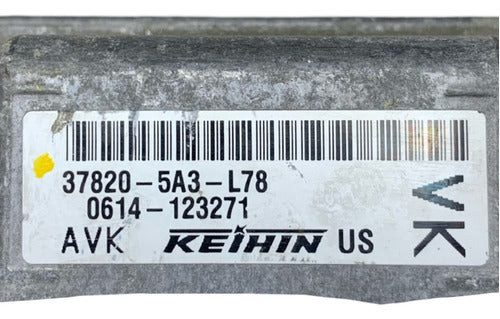 37820-5A3-L78
0614-123271
AVK KEIHIN US
VK